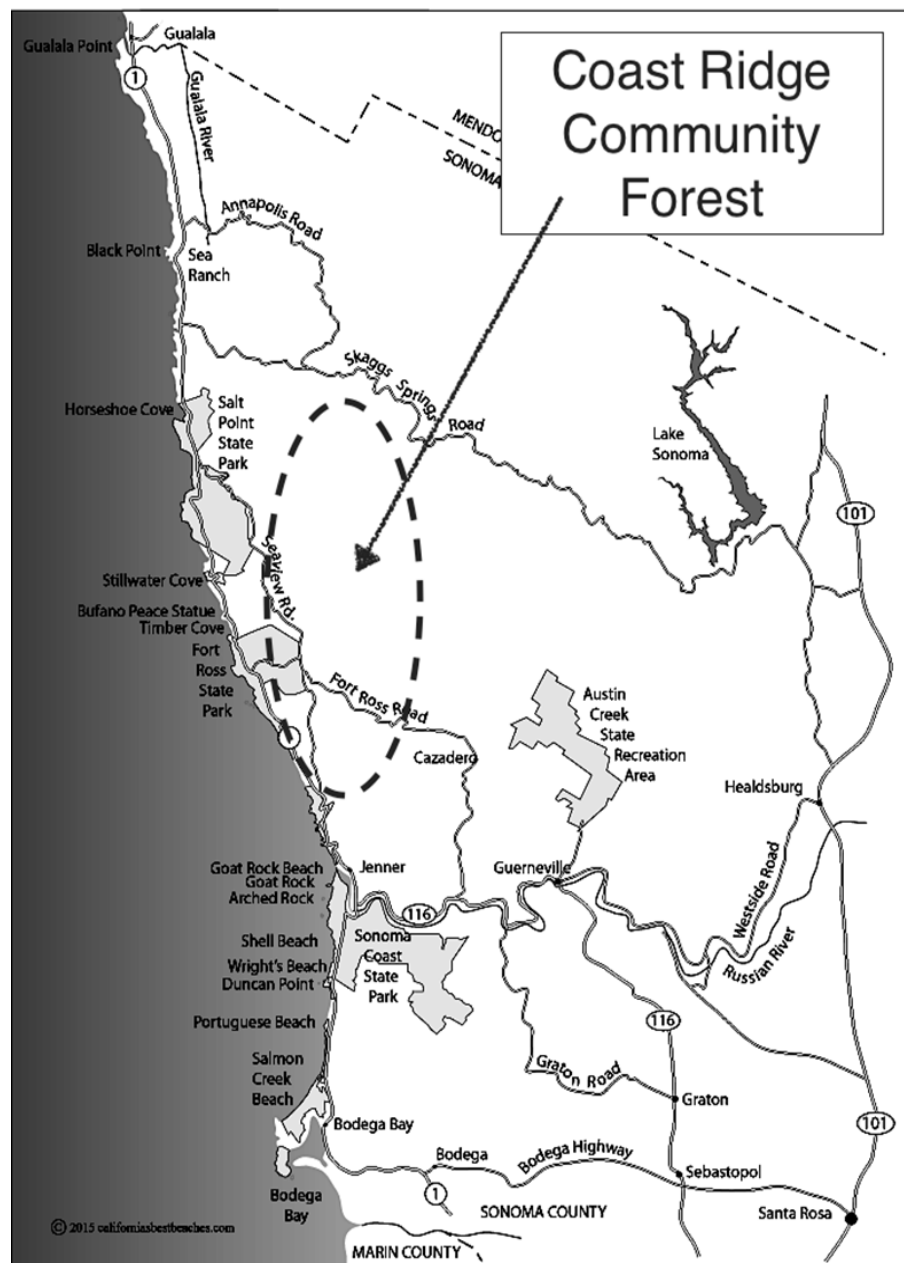 Coast Ridge
Community
Forest
Gualala Point
Gualala
1
Gualala River
MENDO
SONOMA
Annapolis Road
Black Point
Sea
Ranch
Skaggs Springs
Road
Horseshoe Cove
Salt
Point
State
Park
Lake
Sonoma
101
Seaview Rd.
Stillwater Cove
Bufano Peace Statue
Timber Cove
Fort
Ross
State
Park
Fort Ross Road
Cazadero
Austin
Creek
State
Recreation
Area
Healdsburg
Goat Rock Beach
Goat Rock
Arched Rock
Jenner
Guerneville
116
Westside Road
Russian River
Shell Beach
Sonoma
Coast
State
Park
Wright's Beach
Duncan Point
Portuguese Beach
116
Salmon
Creek
Beach
Graton Road
Graton
101
Bodega Bay
Bodega
Bodega Highway
Sebastopol
Bodega
Bay
1
SONOMA COUNTY
Santa Rosa
© 2015 californiasbestbeaches.com
MARIN COUNTY